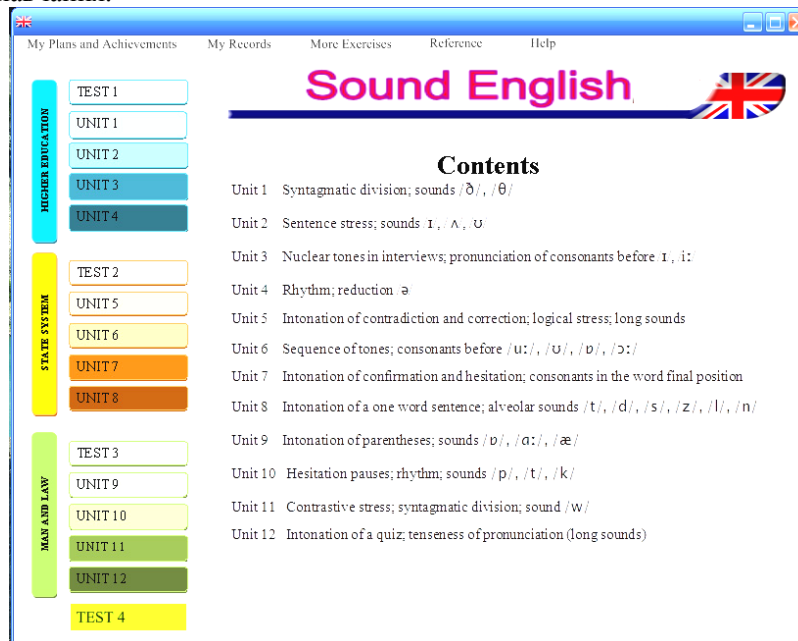 My Plans and Achievements My Records More Exercises Reference Help
Sound English
HIGHER EDUCATION
TEST 1
UNIT 1
UNIT 2
UNIT 3
UNIT 4
STATE SYSTEM
TEST 2
UNIT 5
UNIT 6
UNIT 7
UNIT 8
MAN AND LAW
TEST 3
UNIT 9
UNIT 10
UNIT 11
UNIT 12
TEST 4
Contents
Unit 1 Syntagmatic division; sounds /ð/, /θ/
Unit 2 Sentence stress; sounds /ɪ/, /ʌ/, /ʊ/
Unit 3 Nuclear tones in interviews; pronunciation of consonants before /ɪ/, /i:/
Unit 4 Rhythm; reduction /ə/
Unit 5 Intonation of contradiction and correction; logical stress; long sounds
Unit 6 Sequence of tones; consonants before /u:/, /ʊ/, /ɒ/, /ɔ:/
Unit 7 Intonation of confirmation and hesitation; consonants in the word final position
Unit 8 Intonation of a one word sentence; alveolar sounds /t/, /d/, /s/, /z/, /l/, /n/
Unit 9 Intonation of parentheses; sounds /ɒ/, /ɑ:/, /æ/
Unit 10 Hesitation pauses; rhythm; sounds /p/, /t/, /k/
Unit 11 Contrastive stress; syntagmatic division; sound /w/
Unit 12 Intonation of a quiz; tenseness of pronunciation (long sounds)